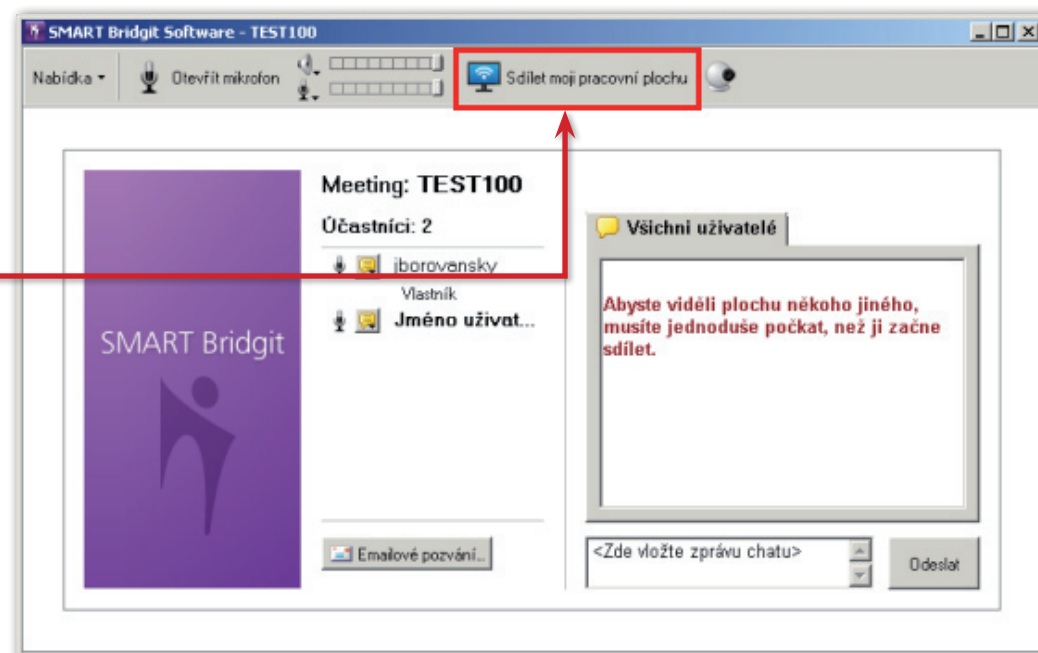 SMART Bridgit Software - TEST100
Nabídka
Otevřít mikrofon
Sdílet moji pracovní plochu
SMART Bridgit
Meeting: TEST100
Účastníci: 2
jborovansky
Vlastník
Jméno uživat...
Emailové pozvání..
Všichni uživatelé
Abyste viděli plochu někoho jiného,
musíte jednoduše počkat, než ji začne
sdílet.
<Zde vložte zprávu chatu>
Odeslat